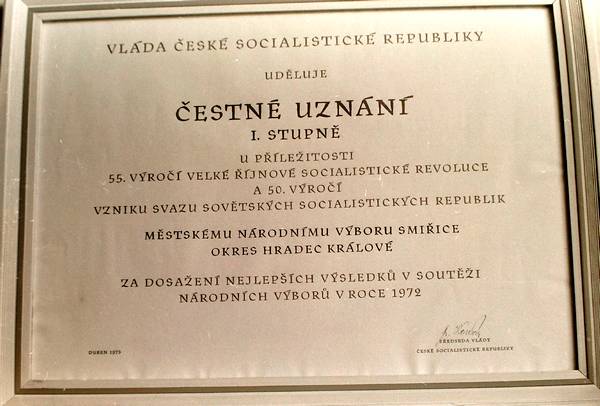 VLÁDA ČESKÉ SOCIALISTICKÉ REPUBLIKY
UDĚLUJE
ČESTNÉ UZNÁNÍ
I. STUPNĚ
U PŘÍLEŽITOSTI
55. VÝROČÍ VELKÉ ŘÍJNOVÉ SOCIALISTICKÉ REVOLUCE
A 50. VÝROČÍ
VZNIKU SVAZU SOVĚTSKÝCH SOCIALISTICKÝCH REPUBLIK
MĚSTSKÉMU NÁRODNÍMU VÝBORU SMIŘICE
OKRES HRADEC KRÁLOVÉ
ZA DOSAŽENÍ NEJLEPŠÍCH VÝSLEDKŮ V SOUTĚŽI
NÁRODNÍCH VÝBORŮ V ROCE 1972
PŘEDSEDA VLÁDY
DUBEN 1973
ČESKÉ SOCIALISTICKÉ REPUBLIKY